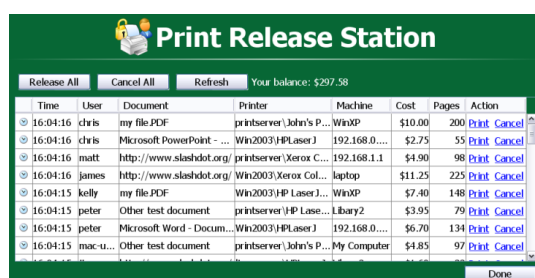 Print Release Station
Release All Cancel All Refresh Your balance: $297.58
Time User Document Printer Machine Cost Pages Action
16:04:16 chris my file.PDF printserver\John's P... WinXP $10.00 200 Print Cancel
16:04:16 chris Microsoft PowerPoint - ... Win2003\HPLaserJ 192.168.0.... $2.75 55 Print Cancel
16:04:16 matt http://www.slashdot.org/ printserver\Xerox C... 192.168.1.1 $4.90 98 Print Cancel
16:04:16 james http://www.slashdot.org/ Win2003\Xerox Col... laptop $11.25 225 Print Cancel
16:04:15 kelly my file.PDF Win2003\HP LaserJ... WinXP $7.40 148 Print Cancel
16:04:15 peter Other test document printserver\HP Lase... Libary2 $3.95 79 Print Cancel
16:04:15 peter Microsoft Word - Docum... Win2003\HPLaserJ 192.168.0.... $6.70 134 Print Cancel
16:04:15 mac-u... Other test document printserver\John's P... My Computer $4.85 97 Print Cancel
Done